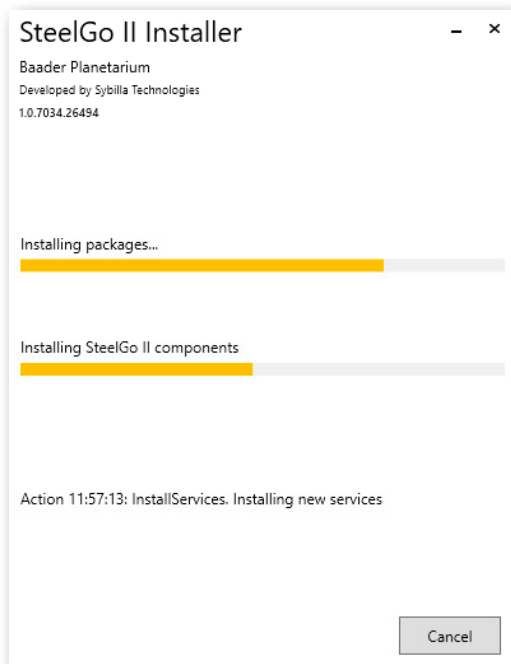 SteelGo II Installer
Baader Planetarium
Developed by Sybilla Technologies
1.0.7034.26494
Installing packages...
Installing SteelGo II components
Action 11:57:13: InstallServices. Installing new services
Cancel